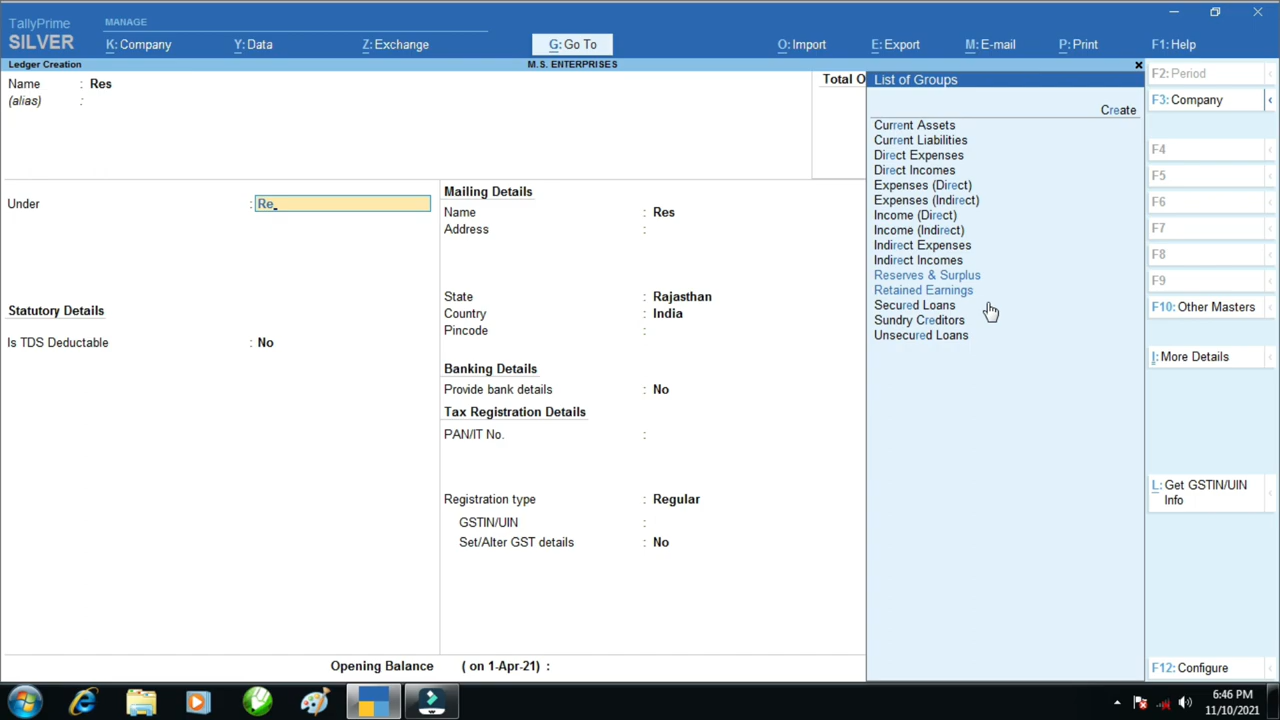 TallyPrime
MANAGE
SILVER
K: Company
Y: Data
Z: Exchange
G: Go To
O: Import
E: Export
M: E-mail
P: Print
F1: Help
Ledger Creation
M.S. ENTERPRISES
Name : Res
(alias) :
Total O
List of Groups
Create
Current Assets
Current Liabilities
Direct Expenses
Direct Incomes
Expenses (Direct)
Expenses (Indirect)
Income (Direct)
Income (Indirect)
Indirect Expenses
Indirect Incomes
Reserves & Surplus
Retained Earnings
Secured Loans
Sundry Creditors
Unsecured Loans
Under : Re_
Statutory Details
Is TDS Deductable : No
Mailing Details
Name : Res
Address :
State : Rajasthan
Country : India
Pincode :
Banking Details
Provide bank details : No
Tax Registration Details
PAN/IT No. :
Registration type : Regular
GSTIN/UIN :
Set/Alter GST details : No
Opening Balance ( on 1-Apr-21) :
F2: Period
F3: Company
F4
F5
F6
F7
F8
F9
F10: Other Masters
I: More Details
L: Get GSTIN/UIN
Info
F12: Configure
6:46 PM
11/10/2021